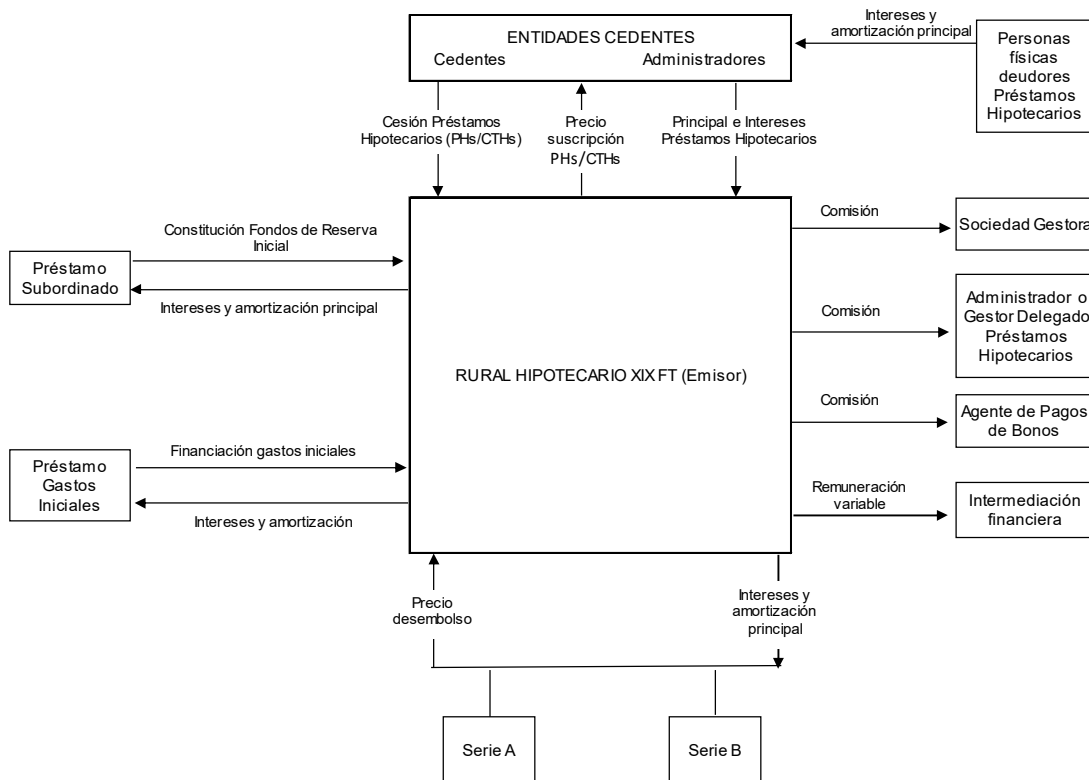 ENTIDADES CEDENTES
Cedentes Administradores
Intereses y
amortización principal
Personas
físicas
deudores
Préstamos
Hipotecarios
Cesión Préstamos
Hipotecarios (PHs/CTHs)
Precio
suscripción
PHs/CTHs
Principal e Intereses
Préstamos Hipotecarios
Constitución Fondos de Reserva
Inicial
Préstamo
Subordinado
Intereses y amortización principal
Comisión
Sociedad Gestora
Comisión
Administrador o
Gestor Delegado
Préstamos
Hipotecarios
RURAL HIPOTECARIO XIX FT (Emisor)
Comisión
Agente de Pagos
de Bonos
Financiación gastos iniciales
Préstamo
Gastos
Iniciales
Intereses y amortización
Remuneración
variable
Intermediación
financiera
Precio
desembolso
Intereses y
amortización
principal
Serie A
Serie B